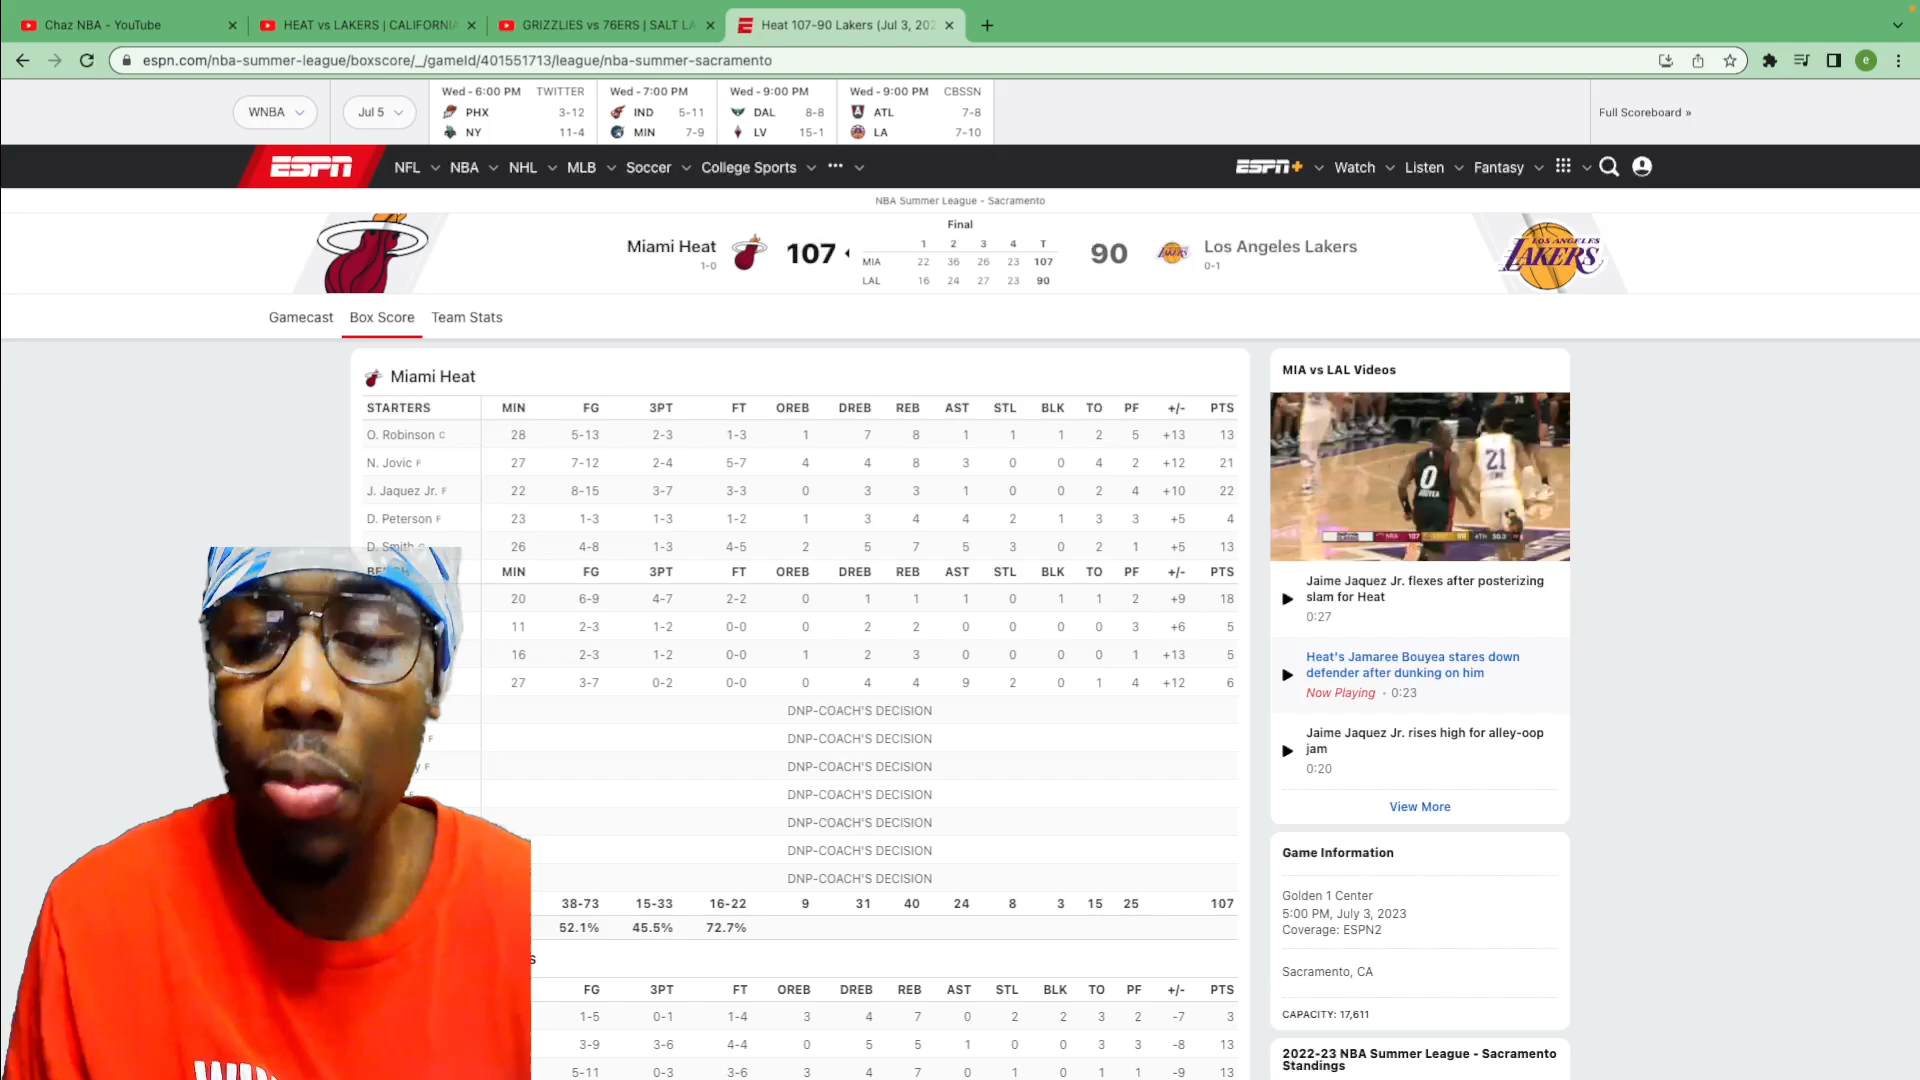 Chaz NBA - YouTube
HEAT vs LAKERS | CALIFORNIA
GRIZZLIES vs 76ERS | SALT LA
Heat 107-90 Lakers (Jul 3, 202
espn.com/nba-summer-league/boxscore/_/gameId/401551713/league/nba-summer-sacramento
e
WNBA
Jul 5
Wed - 6:00 PM TWITTER
PHX 3-12
NY 11-4
Wed - 7:00 PM
IND 5-11
MIN 7-9
Wed - 9:00 PM
DAL 8-8
LV 15-1
Wed - 9:00 PM CBSSN
ATL 7-8
LA 7-10
Full Scoreboard »
ESPN NFL NBA NHL MLB Soccer College Sports ••• ESPN+ Watch Listen Fantasy
NBA Summer League - Sacramento
Miami Heat
1-0
107
Final
1 2 3 4 T
MIA 22 36 26 23 107
LAL 16 24 27 23 90
90
Los Angeles Lakers
0-1
LOS ANGELES
LAKERS
Gamecast Box Score Team Stats
Miami Heat
STARTERS MIN FG 3PT FT OREB DREB REB AST STL BLK TO PF +/- PTS
O. Robinson C 28 5-13 2-3 1-3 1 7 8 1 1 1 2 5 +13 13
N. Jovic F 27 7-12 2-4 5-7 4 4 8 3 0 0 4 2 +12 21
J. Jaquez Jr. F 22 8-15 3-7 3-3 0 3 3 1 0 0 2 4 +10 22
D. Peterson F 23 1-3 1-3 1-2 1 3 4 4 2 1 3 3 +5 4
D. Smith G 26 4-8 1-3 4-5 2 5 7 5 3 0 2 1 +5 13
BENCH MIN FG 3PT FT OREB DREB REB AST STL BLK TO PF +/- PTS
20 6-9 4-7 2-2 0 1 1 1 0 1 1 2 +9 18
11 2-3 1-2 0-0 0 2 2 0 0 0 0 3 +6 5
16 2-3 1-2 0-0 1 2 3 0 0 0 0 1 +13 5
27 3-7 0-2 0-0 0 4 4 9 2 0 1 4 +12 6
DNP-COACH'S DECISION
F DNP-COACH'S DECISION
y F DNP-COACH'S DECISION
F DNP-COACH'S DECISION
DNP-COACH'S DECISION
DNP-COACH'S DECISION
DNP-COACH'S DECISION
38-73 15-33 16-22 9 31 40 24 8 3 15 25 107
52.1% 45.5% 72.7%
s
FG 3PT FT OREB DREB REB AST STL BLK TO PF +/- PTS
1-5 0-1 1-4 3 4 7 0 2 2 3 2 -7 3
3-9 3-6 4-4 0 5 5 1 0 0 3 3 -8 13
5-11 0-3 3-6 3 4 7 0 1 0 1 1 -9 13
MIA vs LAL Videos
0
21
Jaime Jaquez Jr. flexes after posterizing
slam for Heat
0:27
Heat's Jamaree Bouyea stares down
defender after dunking on him
Now Playing · 0:23
Jaime Jaquez Jr. rises high for alley-oop
jam
0:20
View More
Game Information
Golden 1 Center
5:00 PM, July 3, 2023
Coverage: ESPN2
Sacramento, CA
CAPACITY: 17,611
2022-23 NBA Summer League - Sacramento
Standings